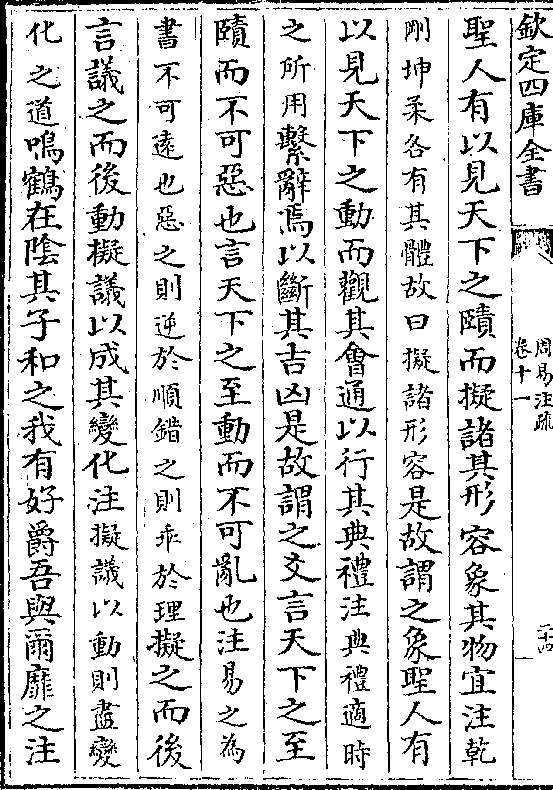 欽定四庫全書
周易注疏
卷十一
二十四
聖人有以見天下之賾而擬諸其形容象其物宜注乾
剛坤柔各有其體故曰擬諸形容是故謂之象聖人有
以見天下之動而觀其會通以行其典禮注典禮適時
之所用繫辭焉以斷其吉凶是故謂之爻言天下之至
賾而不可惡也言天下之至動而不可亂也注易之為
書不可遠也惡之則逆於順錯之則乖於理擬之而後
言議之而後動擬議以成其變化注擬議以動則盡變
化之道鳴鶴在陰其子和之我有好爵吾與爾靡之注